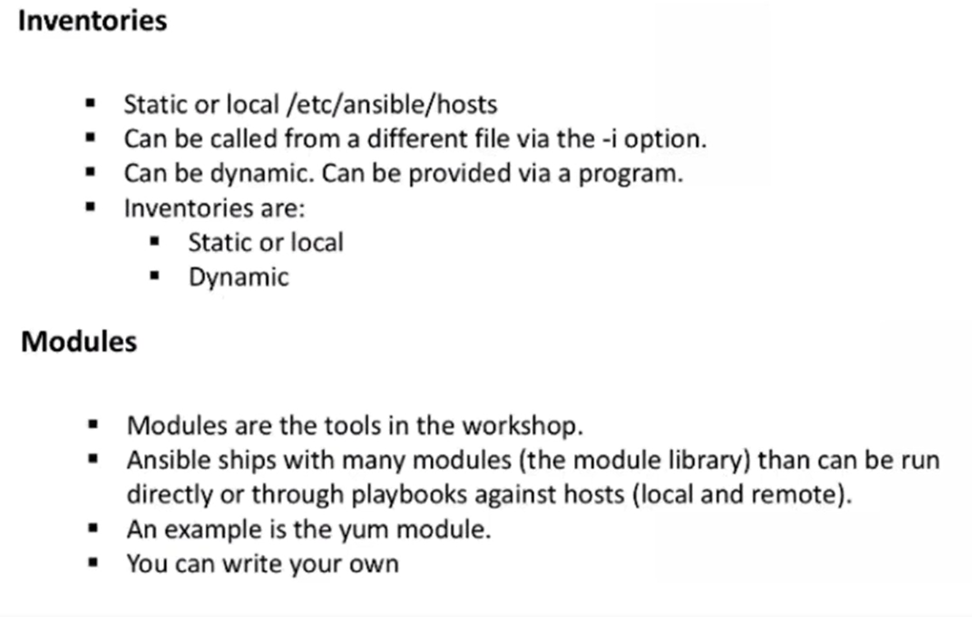 Inventories
▪ Static or local /etc/ansible/hosts
▪ Can be called from a different file via the -i option.
▪ Can be dynamic. Can be provided via a program.
▪ Inventories are:
▪ Static or local
▪ Dynamic
Modules
▪ Modules are the tools in the workshop.
▪ Ansible ships with many modules (the module library) than can be run
directly or through playbooks against hosts (local and remote).
▪ An example is the yum module.
▪ You can write your own